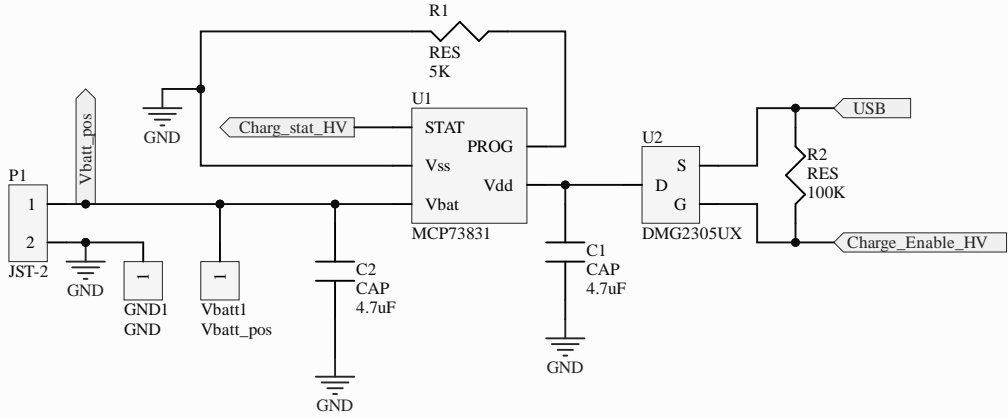 R1
RES
5K
GND
Vbatt_pos
Charg_stat_HV
U1
STAT
PROG
Vss
Vdd
Vbat
MCP73831
U2
S
D
G
DMG2305UX
USB
R2
RES
100K
Charge_Enable_HV
P1
1
2
JST-2
GND
1
GND1
GND
1
Vbatt1
Vbatt_pos
C2
CAP
4.7uF
GND
C1
CAP
4.7uF
GND